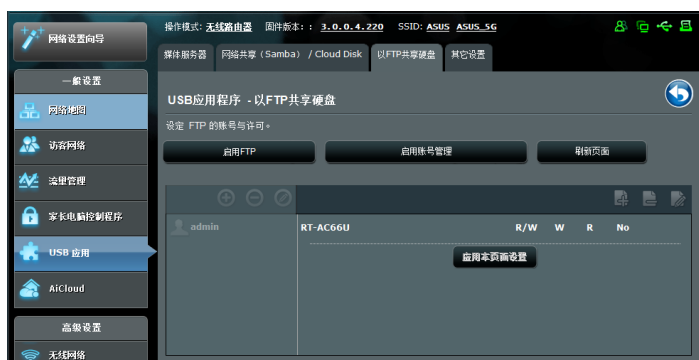 操作模式: 无线路由器 固件版本: : 3.0.0.4.220 SSID: ASUS ASUS_5G
网络设置向导
媒体服务器 网络共享 (Samba) / Cloud Disk 以FTP共享硬盘 其它设置
一般设置
网络地图
访客网络
流量管理
家长电脑控制程序
USB 应用
AiCloud
高级设置
无线网络
USB应用程序 - 以FTP共享硬盘
设定 FTP 的账号与许可。
启用FTP 启用账号管理 刷新页面
admin RT-AC66U R/W W R No
应用本页面设置